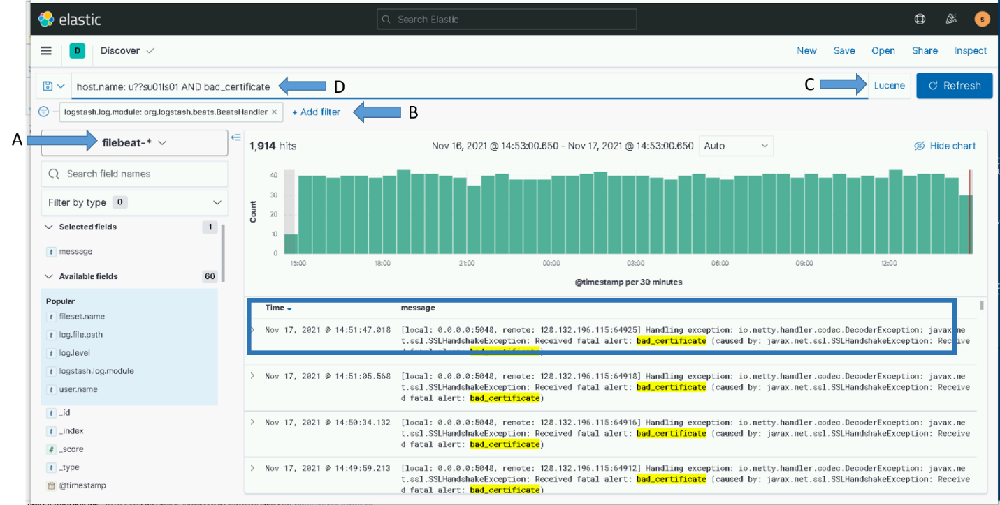 elastic
Search Elastic
s
D
Discover
New Save Open Share Inspect
host.name: u??su01ls01 AND bad_certificate
D
C
Lucene
Refresh
logstash.log.module: org.logstash.beats.BeatsHandler ×
+ Add filter
B
A
filebeat-*
1,914 hits
Nov 16, 2021 @ 14:53:00.650 - Nov 17, 2021 @ 14:53:00.650
Auto
Hide chart
Search field names
Filter by type 0
Selected fields 1
t message
Available fields 60
Popular
t fileset.name
t log.file.path
t log.level
t logstash.log.module
t user.name
t _id
t _index
# _score
t _type
@timestamp
Count
40
30
20
10
0
15:00 18:00 21:00 00:00 03:00 06:00 09:00 12:00
@timestamp per 30 minutes
Time message
Nov 17, 2021 @ 14:51:47.018 [local: 0.0.0.0:5048, remote: 128.132.196.115:64925] Handling exception: io.netty.handler.codec.DecoderException: javax.ne
t.ssl.SSLHandshakeException: Received fatal alert: bad_certificate (caused by: javax.net.ssl.SSLHandshakeException: Receive
d fatal alert: bad_certificate)
Nov 17, 2021 @ 14:51:05.568 [local: 0.0.0.0:5048, remote: 128.132.196.115:64918] Handling exception: io.netty.handler.codec.DecoderException: javax.ne
t.ssl.SSLHandshakeException: Received fatal alert: bad_certificate (caused by: javax.net.ssl.SSLHandshakeException: Receive
d fatal alert: bad_certificate)
Nov 17, 2021 @ 14:50:34.132 [local: 0.0.0.0:5048, remote: 128.132.196.115:64916] Handling exception: io.netty.handler.codec.DecoderException: javax.ne
t.ssl.SSLHandshakeException: Received fatal alert: bad_certificate (caused by: javax.net.ssl.SSLHandshakeException: Receive
d fatal alert: bad_certificate)
Nov 17, 2021 @ 14:49:59.213 [local: 0.0.0.0:5048, remote: 128.132.196.115:64912] Handling exception: io.netty.handler.codec.DecoderException: javax.ne
t.ssl.SSLHandshakeException: Received fatal alert: bad_certificate (caused by: javax.net.ssl.SSLHandshakeException: Receive
d fatal alert: bad_certificate)